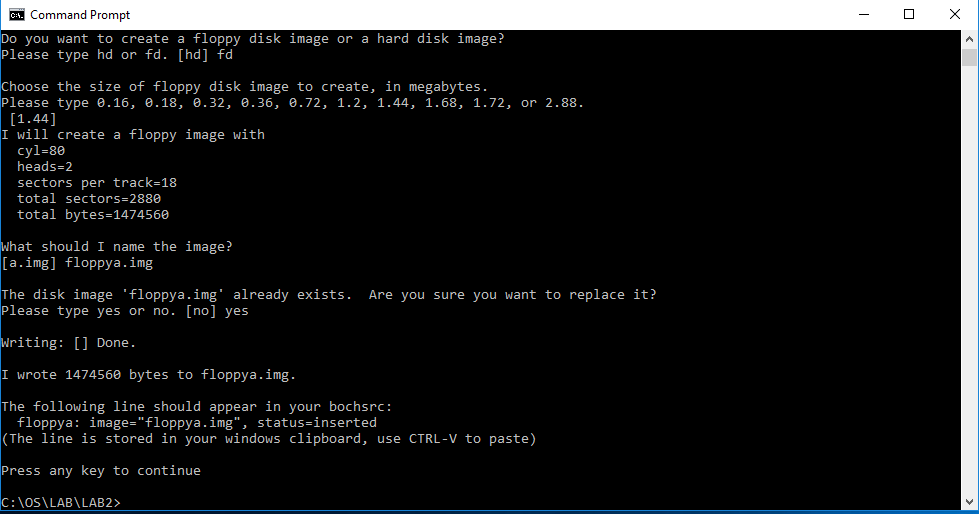 Command Prompt
Do you want to create a floppy disk image or a hard disk image?
Please type hd or fd. [hd] fd
Choose the size of floppy disk image to create, in megabytes.
Please type 0.16, 0.18, 0.32, 0.36, 0.72, 1.2, 1.44, 1.68, 1.72, or 2.88.
 [1.44]
I will create a floppy image with
  cyl=80
  heads=2
  sectors per track=18
  total sectors=2880
  total bytes=1474560
What should I name the image?
[a.img] floppya.img
The disk image 'floppya.img' already exists.  Are you sure you want to replace it?
Please type yes or no. [no] yes
Writing: [] Done.
I wrote 1474560 bytes to floppya.img.
The following line should appear in your bochsrc:
  floppya: image="floppya.img", status=inserted
(The line is stored in your windows clipboard, use CTRL-V to paste)
Press any key to continue
C:\OS\LAB\LAB2>